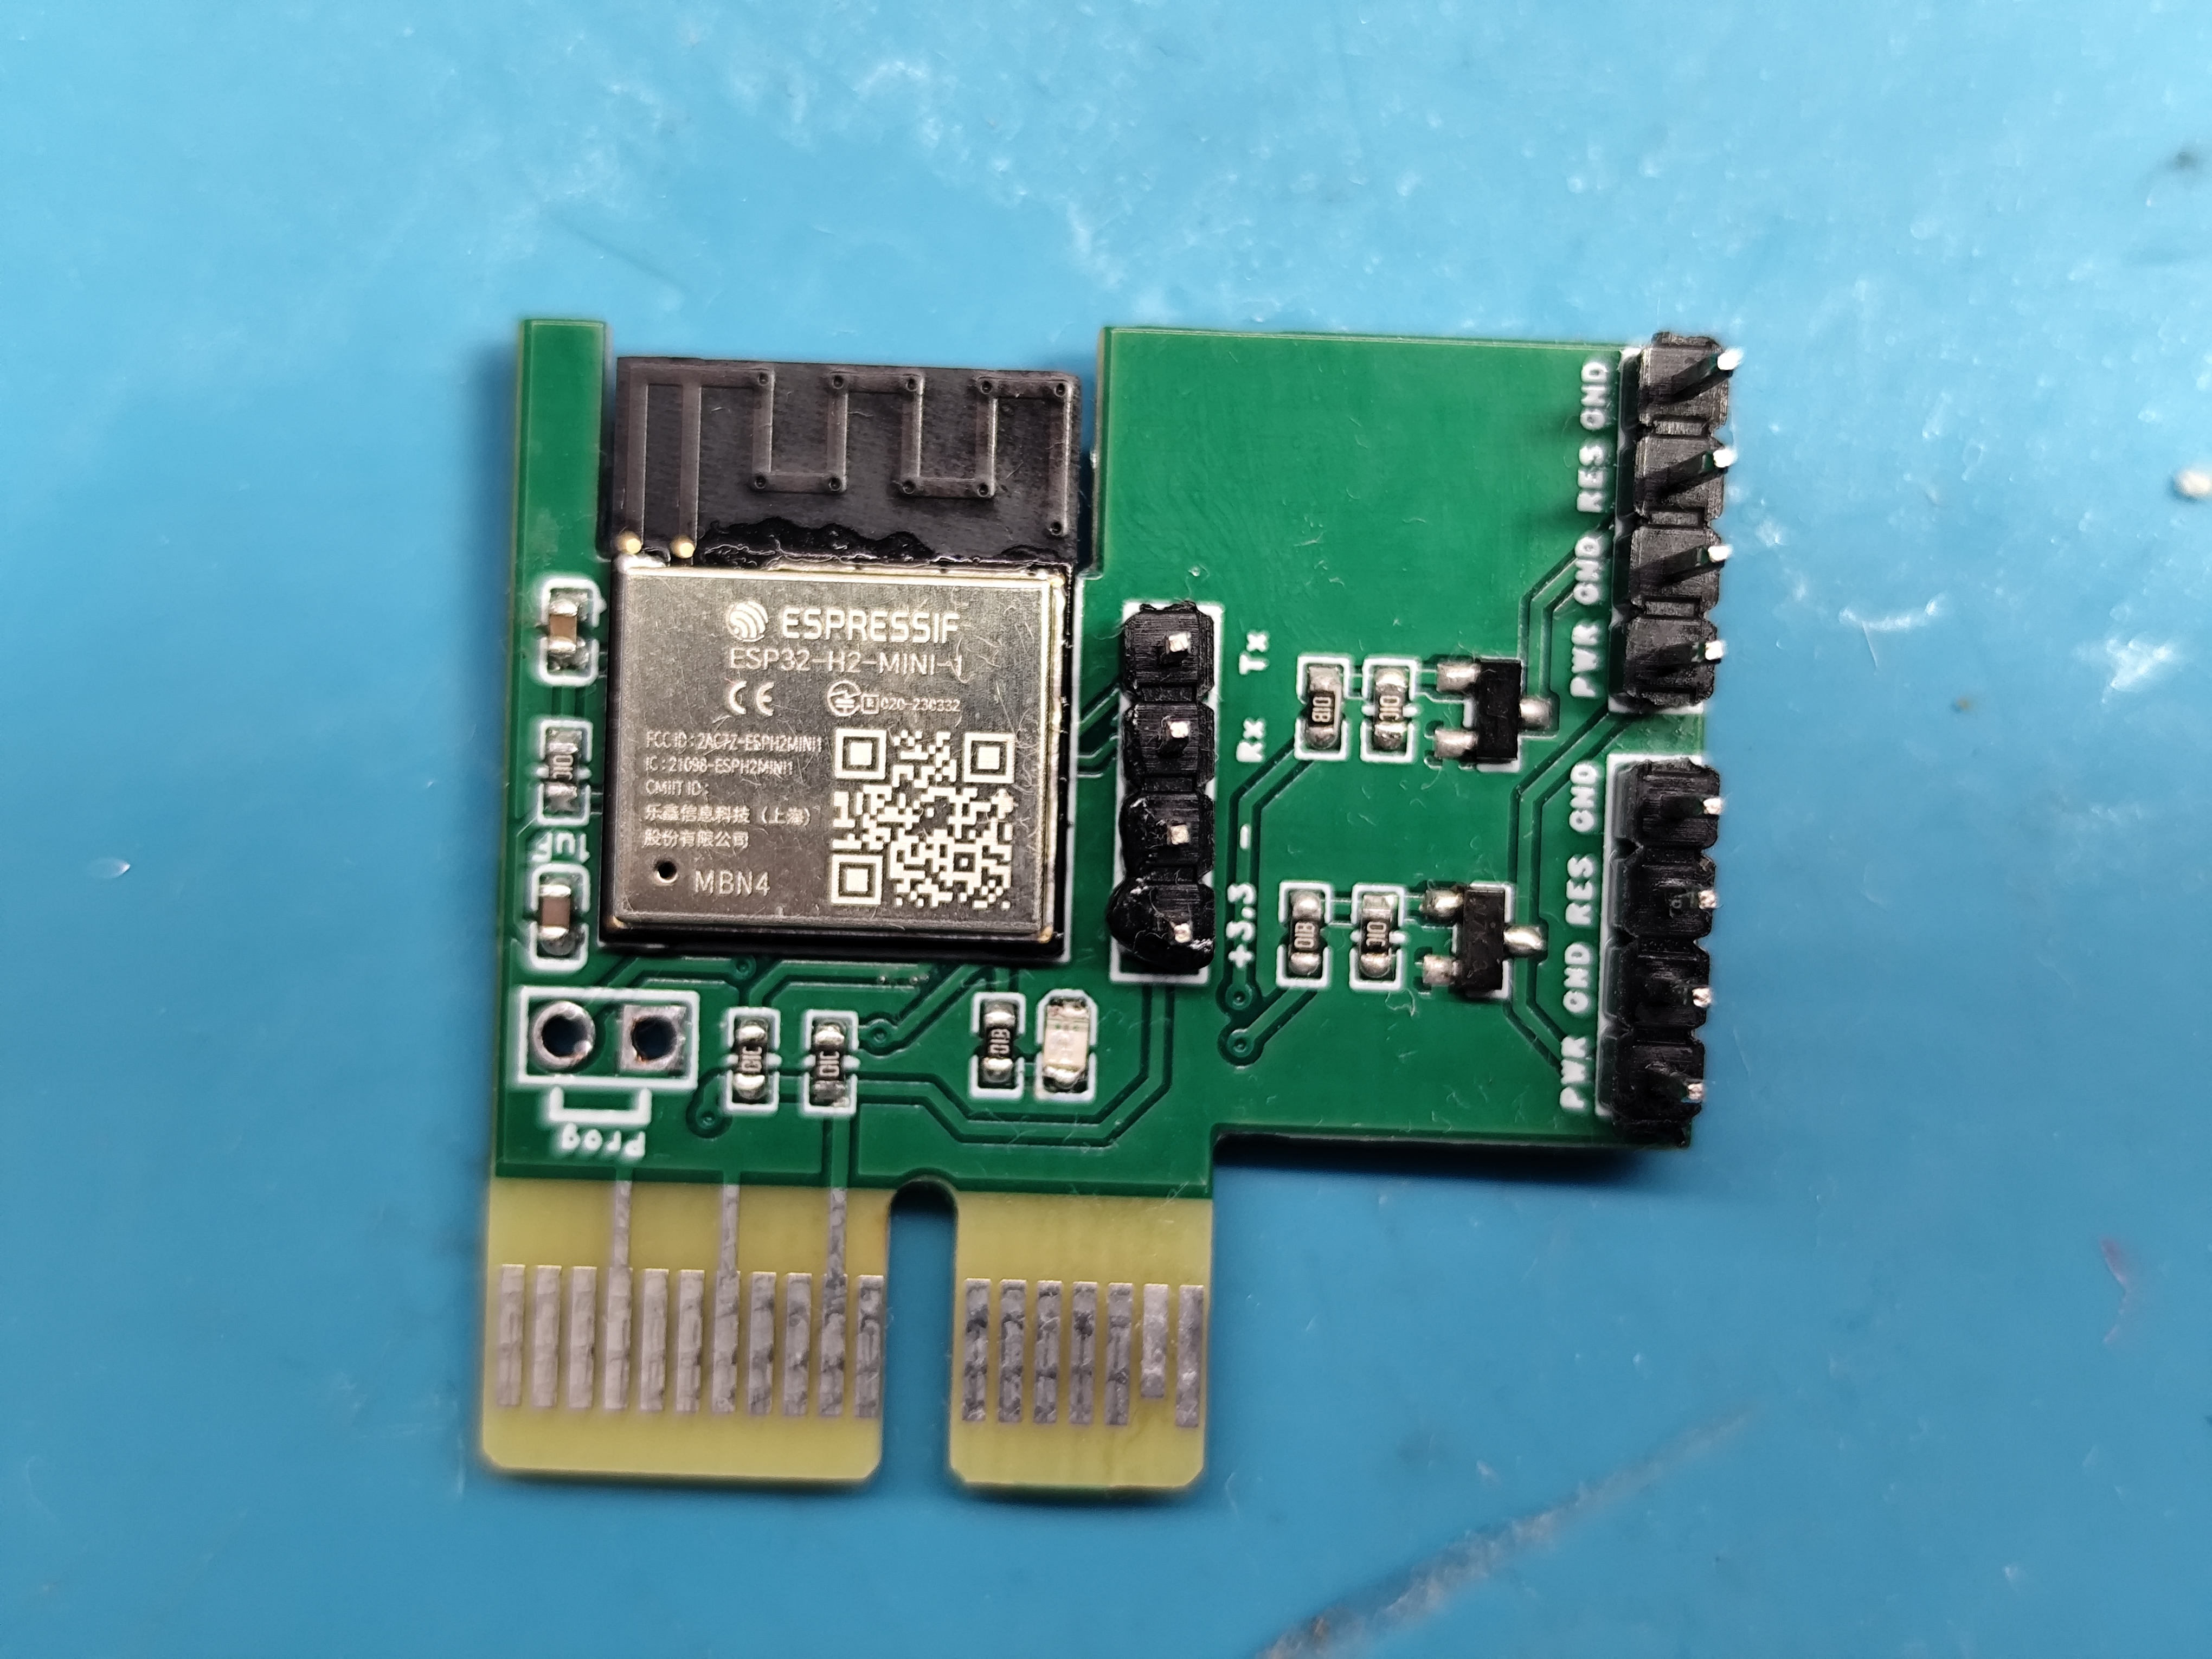 ESPRESSIF
ESP32-H2-MINI-1
CE R 020-230332
FCC ID: 2AC7Z-ESPH2MINI1
IC: 21098-ESPH2MINI1
CMIIT ID:
乐鑫信息科技(上海)
股份有限公司
MBN4
Tx
Rx
-
+3.3
PWR GND RES GND
PWR GND RES GND
Prog